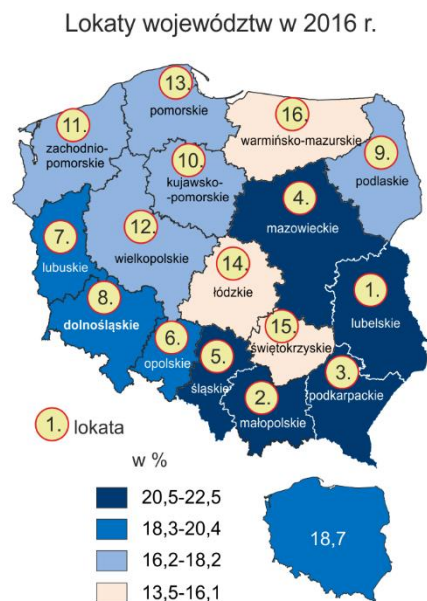 Lokaty województw w 2016 r.
13.
pomorskie
16.
warmińsko-mazurskie
11.
zachodnio-
pomorskie
10.
kujawsko-
-pomorskie
9.
podlaskie
4.
mazowieckie
7.
lubuskie
12.
wielkopolskie
14.
łódzkie
1.
lubelskie
8.
dolnośląskie
15.
świętokrzyskie
6.
opolskie
5.
śląskie
2.
małopolskie
3.
podkarpackie
1. lokata
w %
20,5-22,5
18,3-20,4
16,2-18,2
13,5-16,1
18,7